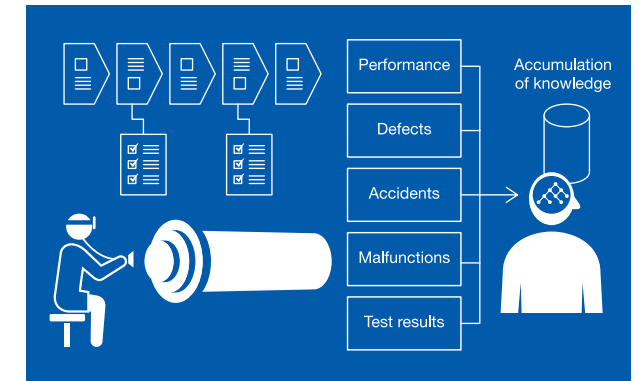 Performance
Defects
Accidents
Malfunctions
Test results
Accumulation
of knowledge